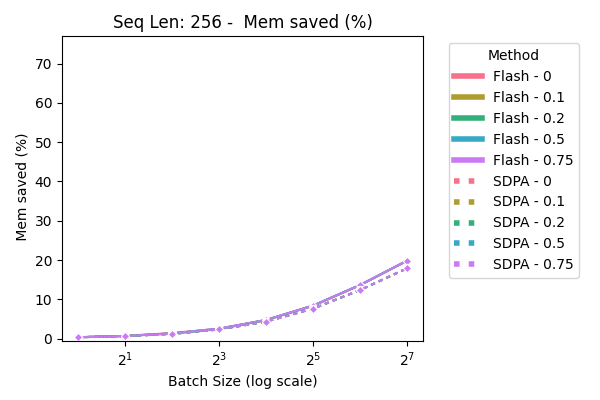 Seq Len: 256 -  Mem saved (%)
Mem saved (%)
70
60
50
40
30
20
10
0
2^1
2^3
2^5
2^7
Batch Size (log scale)
Method
Flash - 0
Flash - 0.1
Flash - 0.2
Flash - 0.5
Flash - 0.75
SDPA - 0
SDPA - 0.1
SDPA - 0.2
SDPA - 0.5
SDPA - 0.75